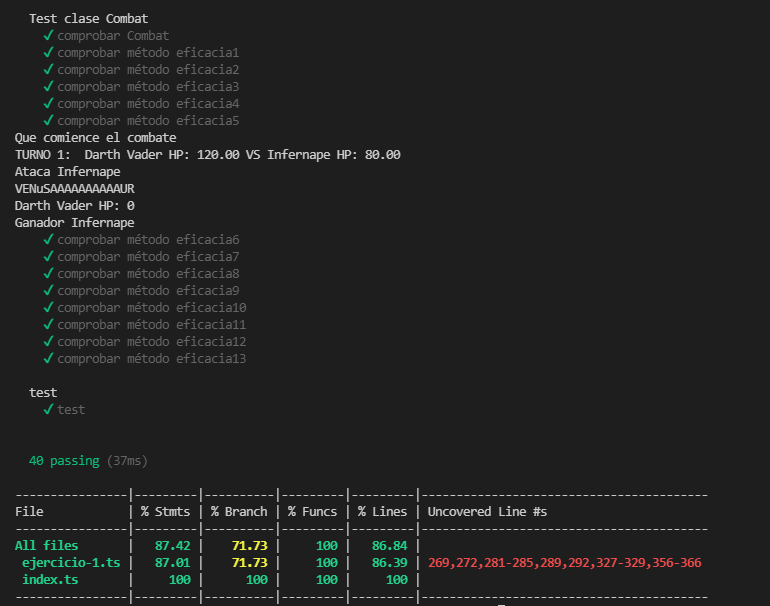 Test clase Combat
✓ comprobar Combat
✓ comprobar método eficacia1
✓ comprobar método eficacia2
✓ comprobar método eficacia3
✓ comprobar método eficacia4
✓ comprobar método eficacia5
Que comience el combate
TURNO 1:  Darth Vader HP: 120.00 VS Infernape HP: 80.00
Ataca Infernape
VENuSAAAAAAAAAAUR
Darth Vader HP: 0
Ganador Infernape
✓ comprobar método eficacia6
✓ comprobar método eficacia7
✓ comprobar método eficacia8
✓ comprobar método eficacia9
✓ comprobar método eficacia10
✓ comprobar método eficacia11
✓ comprobar método eficacia12
✓ comprobar método eficacia13
test
✓ test
40 passing (37ms)
----------------|---------|----------|---------|---------|---------------------------------
File            | % Stmts | % Branch | % Funcs | % Lines | Uncovered Line #s
----------------|---------|----------|---------|---------|---------------------------------
All files       |   87.42 |    71.73 |     100 |   86.84 |
 ejercicio-1.ts |   87.01 |    71.73 |     100 |   86.39 | 269,272,281-285,289,292,327-329,356-366
 index.ts       |     100 |      100 |     100 |     100 |
----------------|---------|----------|---------|---------|---------------------------------